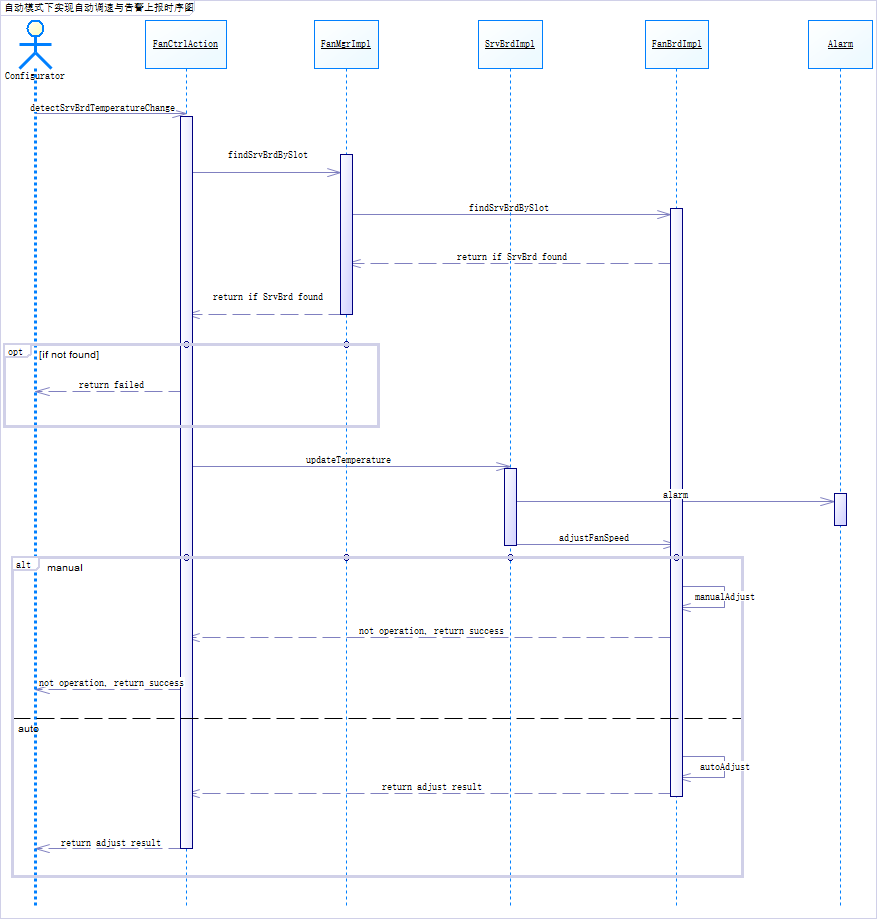 自动模式下实现自动调速与告警上报时序图
Configurator
FanCtrlAction
FanMgrImpl
SrvBrdImpl
FanBrdImpl
Alarm
detectSrvBrdTemperatureChange
findSrvBrdBySlot
findSrvBrdBySlot
return if SrvBrd found
return if SrvBrd found
opt
[if not found]
return failed
updateTemperature
alarm
adjustFanSpeed
alt
manual
manualAdjust
not operation, return success
not operation, return success
auto
autoAdjust
return adjust result
return adjust result